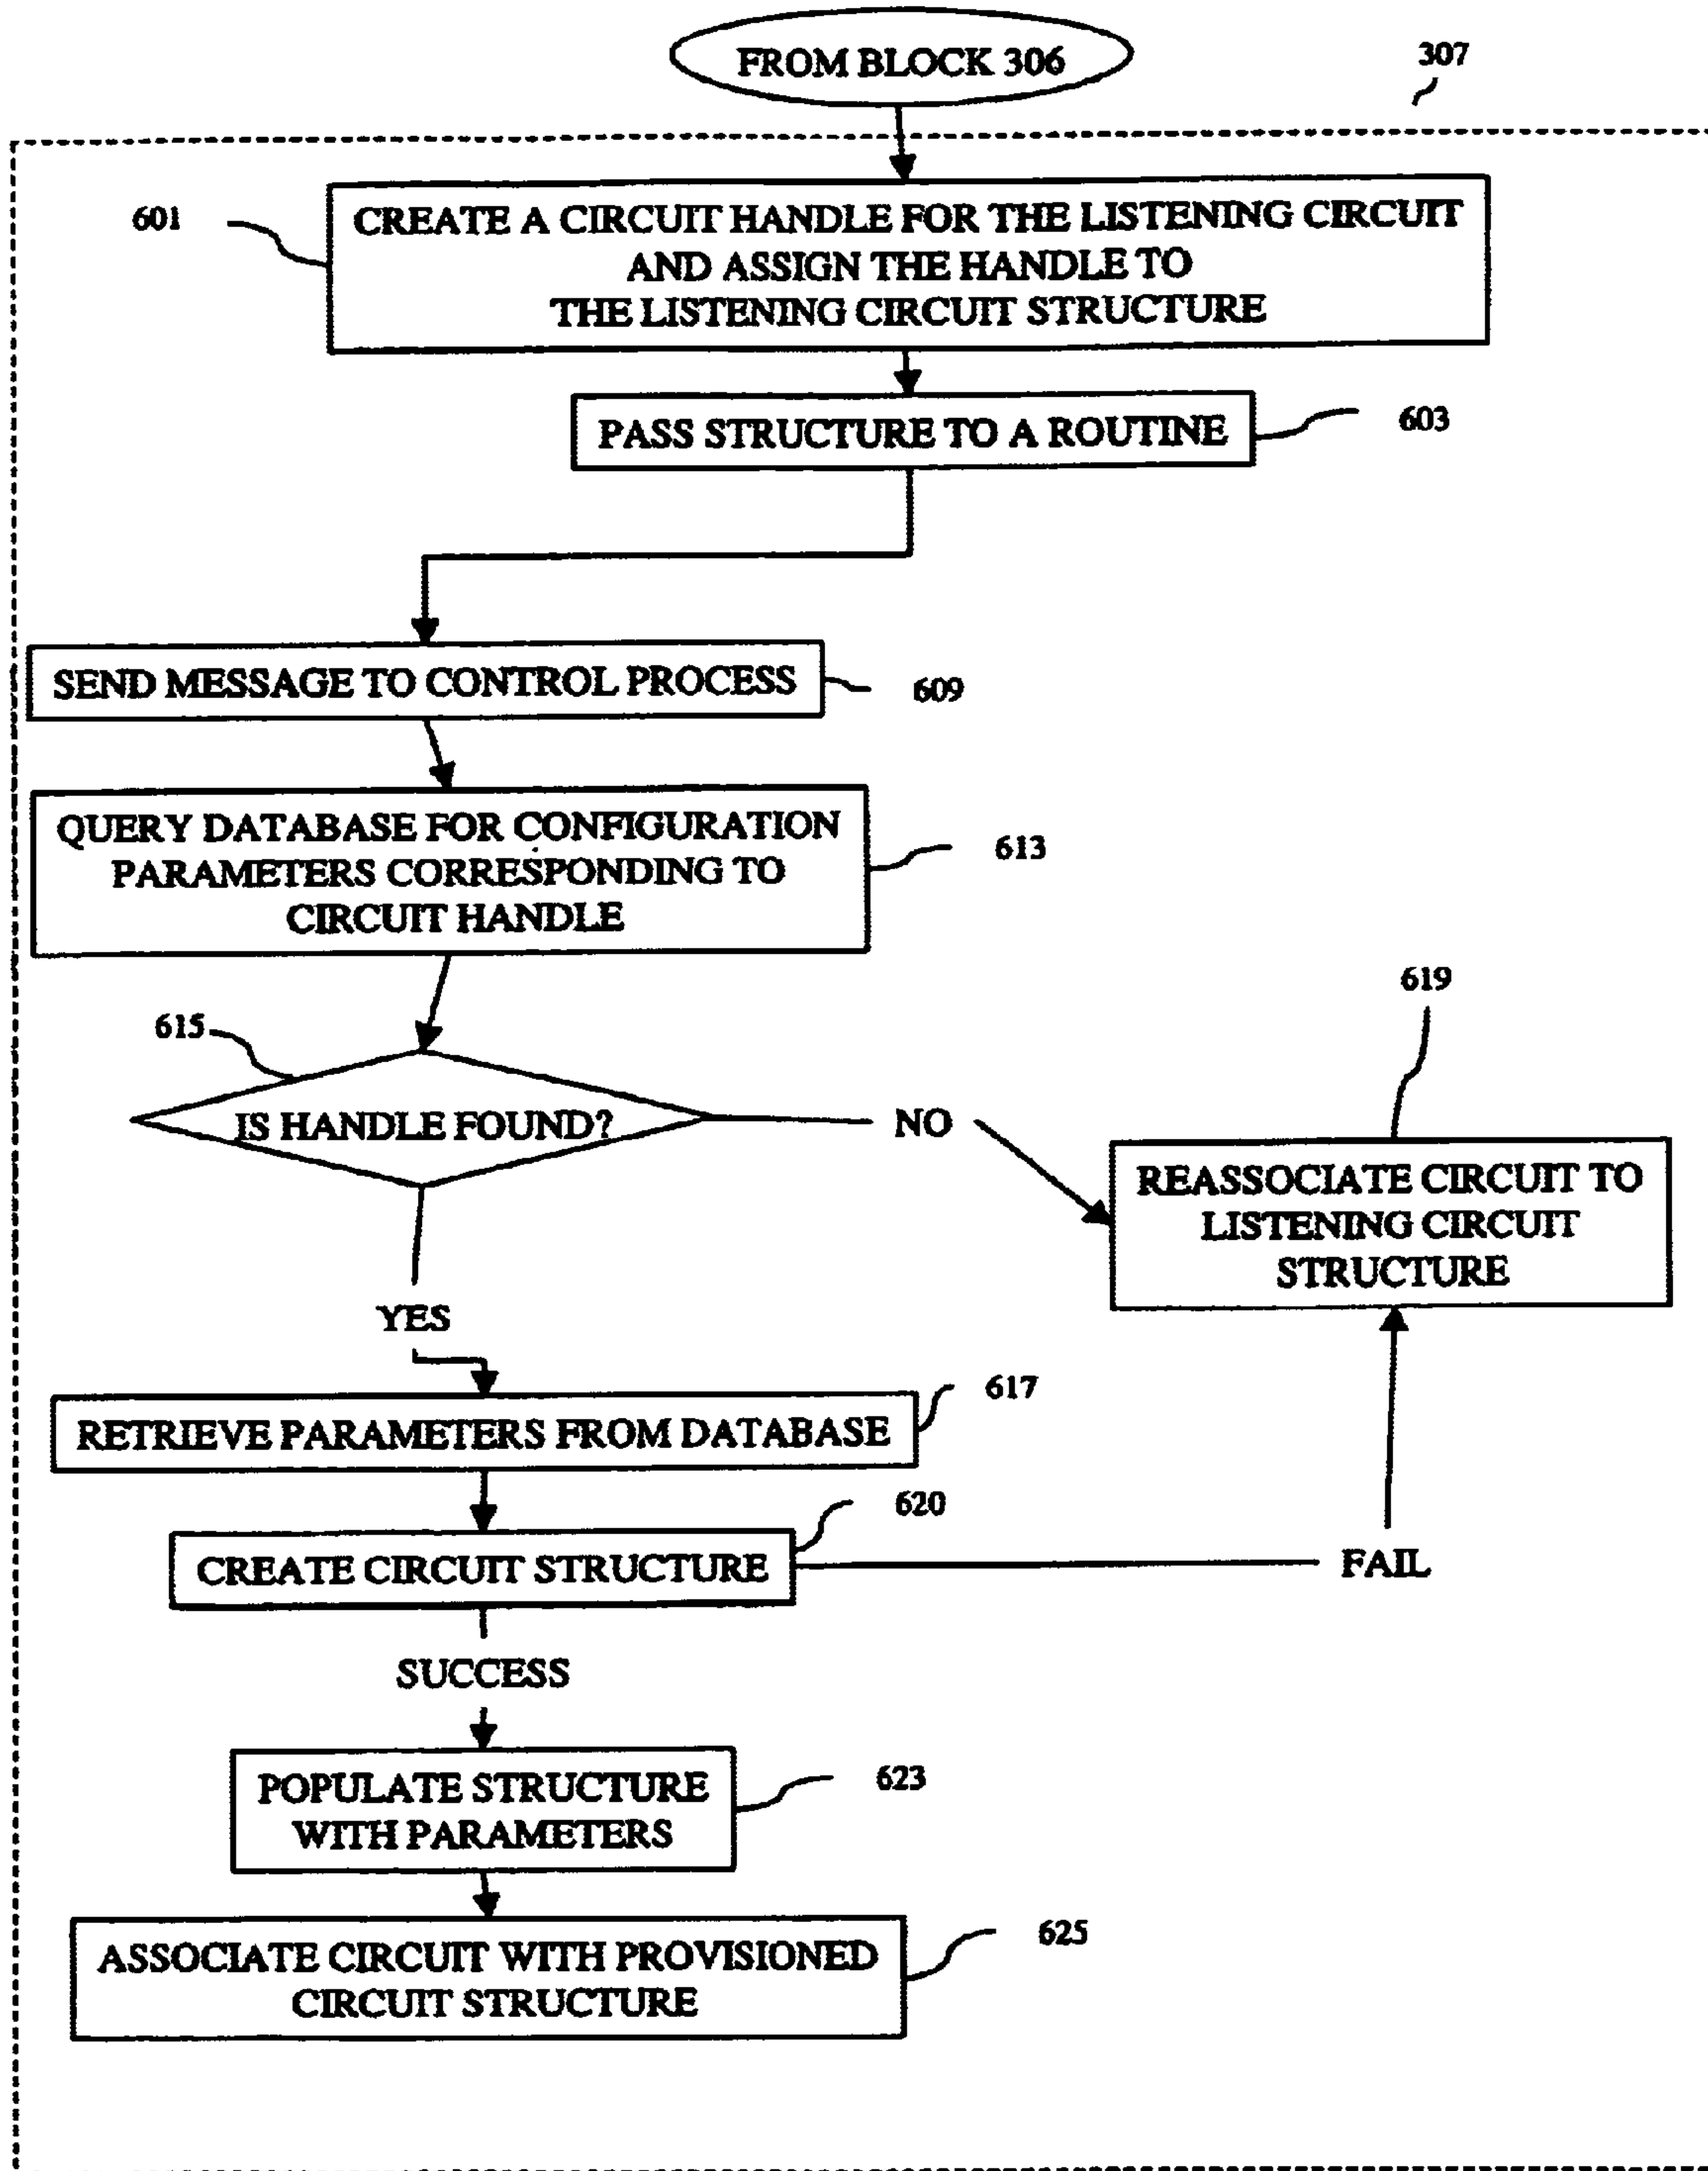 FROM BLOCK 306
307
601
CREATE A CIRCUIT HANDLE FOR THE LISTENING CIRCUIT
AND ASSIGN THE HANDLE TO
THE LISTENING CIRCUIT STRUCTURE
PASS STRUCTURE TO A ROUTINE
603
SEND MESSAGE TO CONTROL PROCESS
609
QUERY DATABASE FOR CONFIGURATION
PARAMETERS CORRESPONDING TO
CIRCUIT HANDLE
613
615
IS HANDLE FOUND?
NO
619
REASSOCIATE CIRCUIT TO
LISTENING CIRCUIT
STRUCTURE
YES
RETRIEVE PARAMETERS FROM DATABASE
617
CREATE CIRCUIT STRUCTURE
620
FAIL
SUCCESS
POPULATE STRUCTURE
WITH PARAMETERS
623
ASSOCIATE CIRCUIT WITH PROVISIONED
CIRCUIT STRUCTURE
625